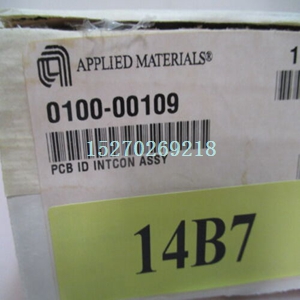 APPLIED MATERIALS®
1
0100-00109
15270269218
PCB ID INTCON ASSY
14B7